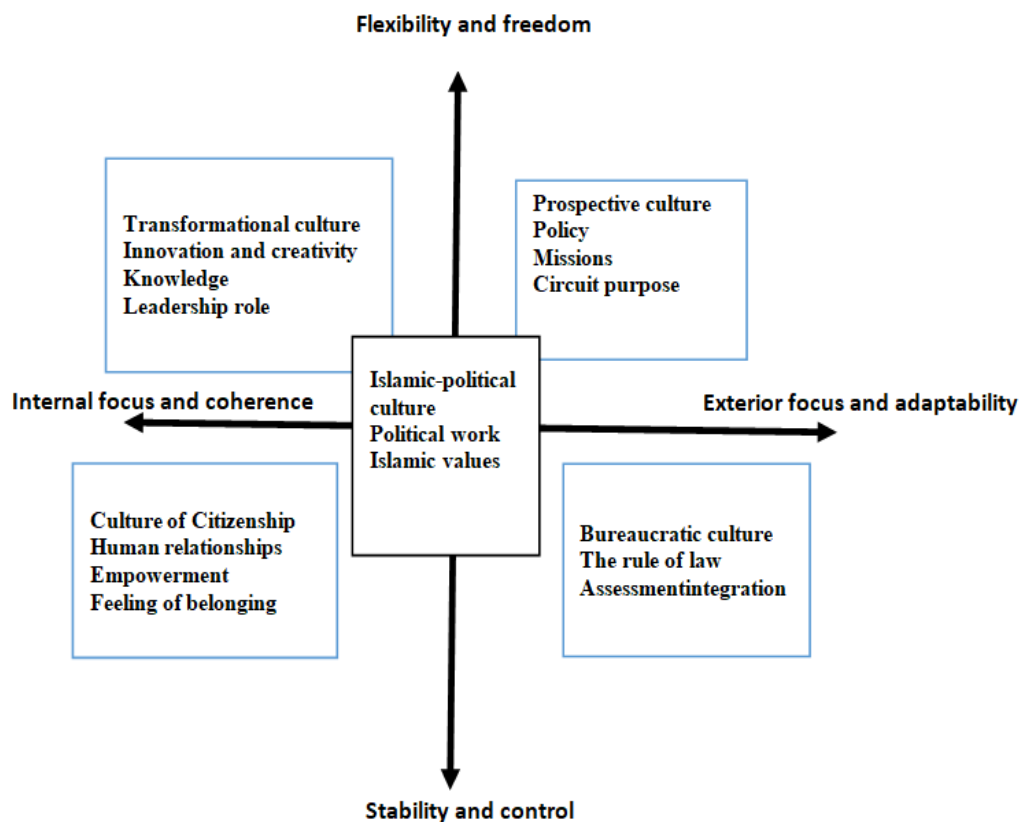 Flexibility and freedom
Transformational culture
Innovation and creativity
Knowledge
Leadership role
Prospective culture
Policy
Missions
Circuit purpose
Internal focus and coherence
Islamic-political
culture
Political work
Islamic values
Exterior focus and adaptability
Culture of Citizenship
Human relationships
Empowerment
Feeling of belonging
Bureaucratic culture
The rule of law
Assessmentintegration
Stability and control